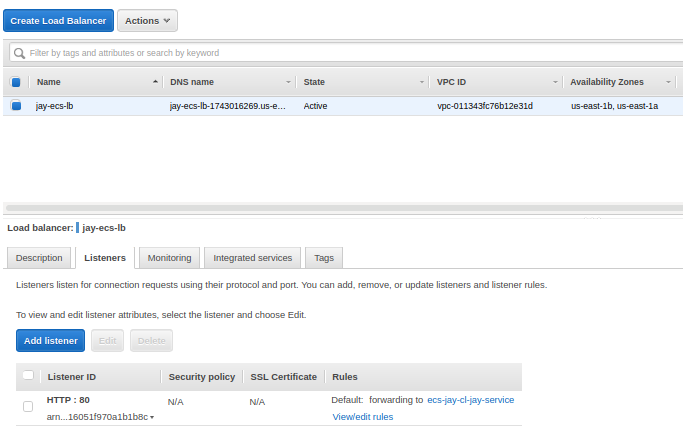 Create Load Balancer Actions
Filter by tags and attributes or search by keyword
Name DNS name State VPC ID Availability Zones
jay-ecs-lb jay-ecs-lb-1743016269.us-e... Active vpc-011343fc76b12e31d us-east-1b, us-east-1a
Load balancer: jay-ecs-lb
Description Listeners Monitoring Integrated services Tags
Listeners listen for connection requests using their protocol and port. You can add, remove, or update listeners and listener rules.
To view and edit listener attributes, select the listener and choose Edit.
Add listener Edit Delete
Listener ID Security policy SSL Certificate Rules
HTTP : 80 N/A N/A Default: forwarding to ecs-jay-cl-jay-service
arn...16051f970a1b1b8c View/edit rules